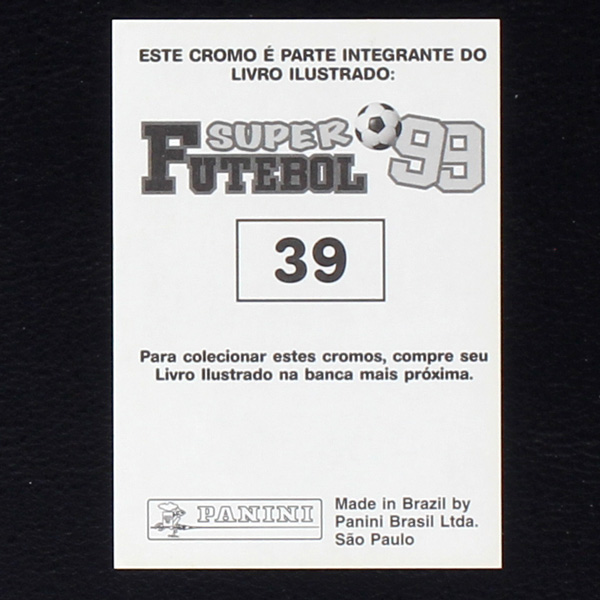 ESTE CROMO É PARTE INTEGRANTE DO
LIVRO ILUSTRADO:
SUPER
FUTEBOL 99
39
Para colecionar estes cromos, compre seu
Livro Ilustrado na banca mais próxima.
PANINI
Made in Brazil by
Panini Brasil Ltda.
São Paulo